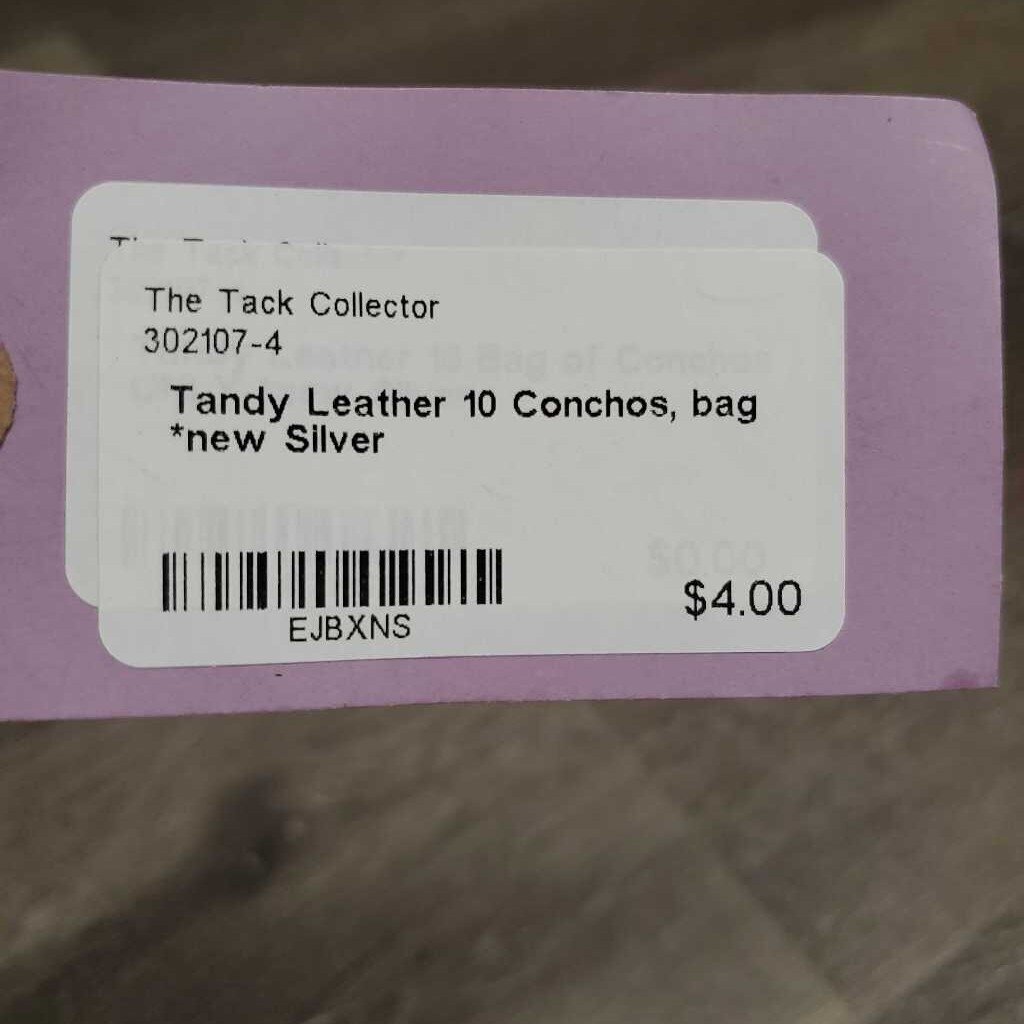 The Tack Collector
302107-4
Tandy Leather 10 Conchos, bag
*new Silver
EJBXNS
$4.00